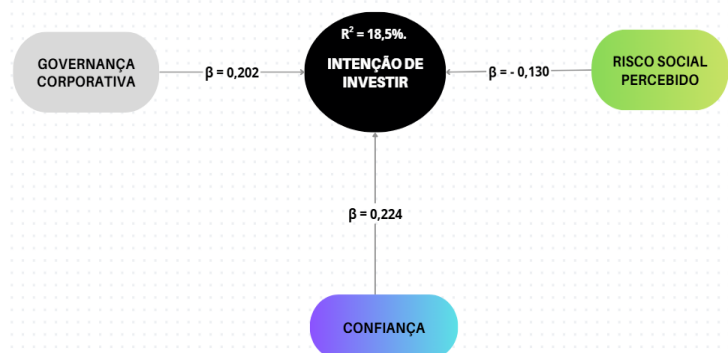 R² = 18,5%.
INTENÇÃO DE
INVESTIR
GOVERNANÇA
CORPORATIVA
β = 0,202
β = - 0,130
RISCO SOCIAL
PERCEBIDO
β = 0,224
CONFIANÇA